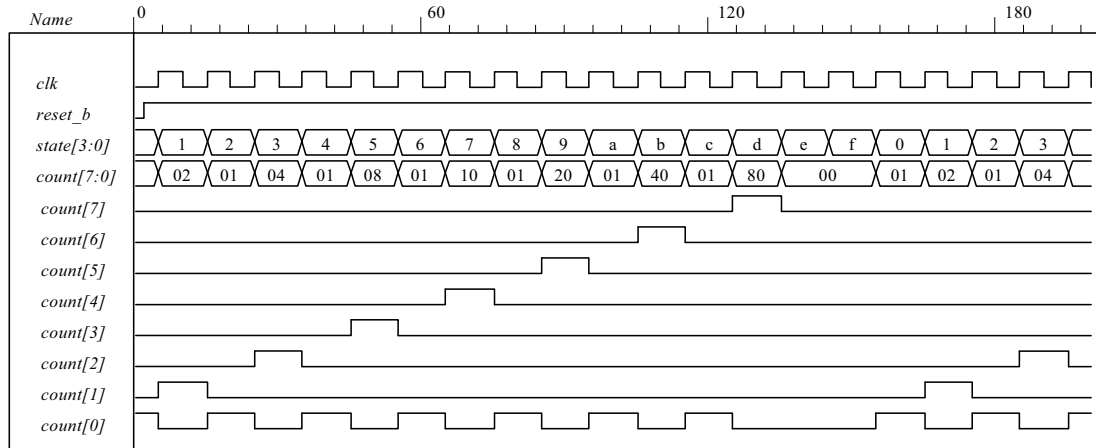 Name 0 60 120 180
clk
reset_b
state[3:0] 1 2 3 4 5 6 7 8 9 a b c d e f 0 1 2 3
count[7:0] 02 01 04 01 08 01 10 01 20 01 40 01 80 00 01 02 01 04
count[7]
count[6]
count[5]
count[4]
count[3]
count[2]
count[1]
count[0]